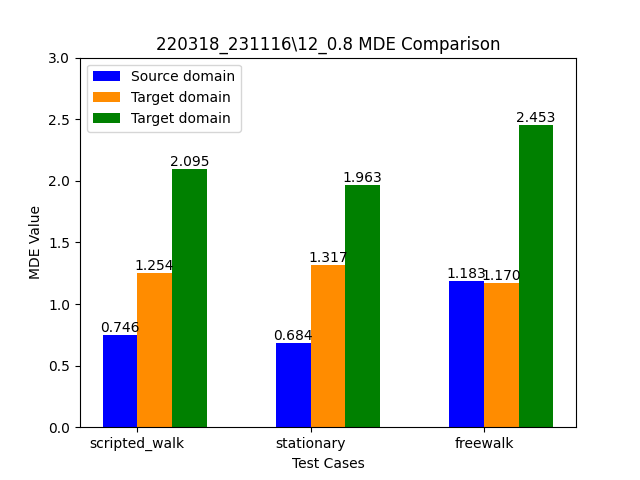 220318_231116\12_0.8 MDE Comparison
3.0
2.5
2.0
1.5
1.0
0.5
0.0
MDE Value
Source domain
Target domain
Target domain
0.746
1.254
2.095
0.684
1.317
1.963
1.183
1.170
2.453
scripted_walk
stationary
freewalk
Test Cases